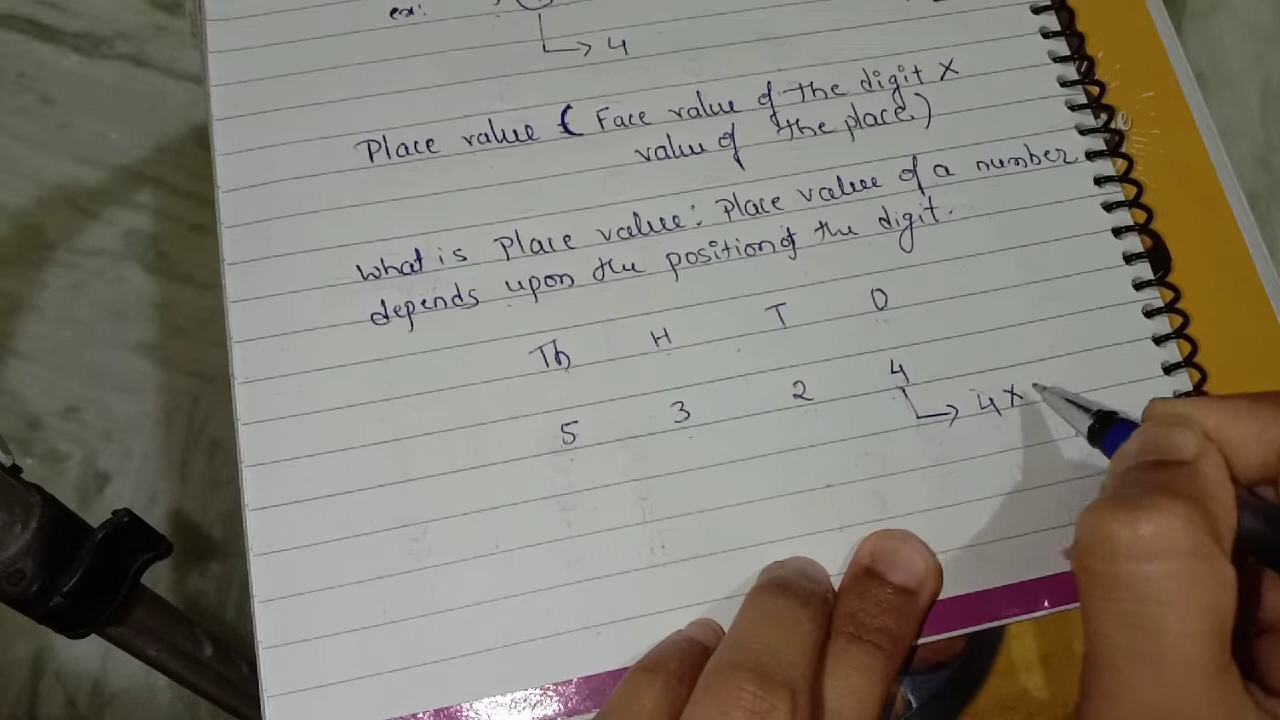 ex:
4
Place value (Face value of the digit ×
value of the place.)
What is Place value: Place value of a number
depends upon the position of the digit.
Th H T O
5 3 2 4
4×